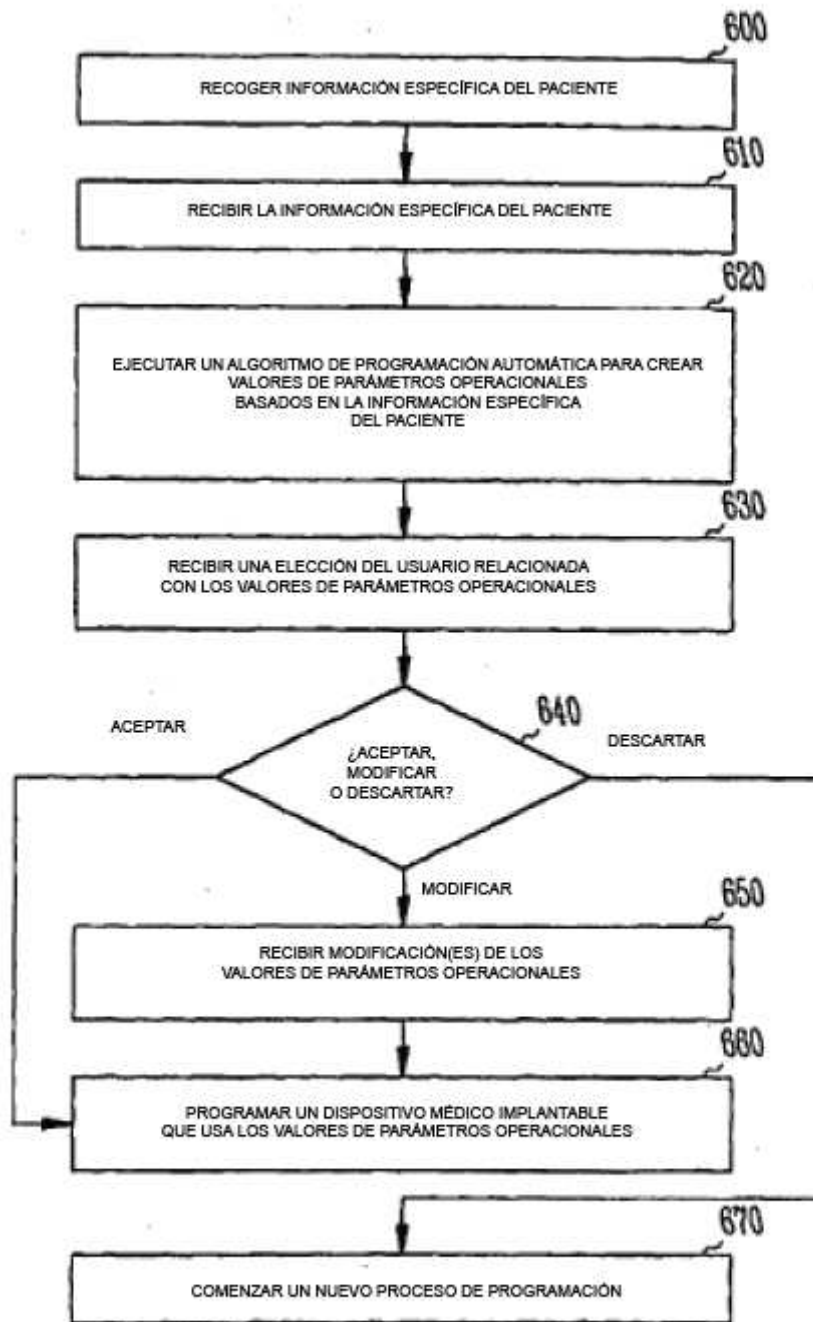 600
RECOGER INFORMACIÓN ESPECÍFICA DEL PACIENTE
610
RECIBIR LA INFORMACIÓN ESPECÍFICA DEL PACIENTE
620
EJECUTAR UN ALGORITMO DE PROGRAMACIÓN AUTOMÁTICA PARA CREAR
VALORES DE PARÁMETROS OPERACIONALES
BASADOS EN LA INFORMACIÓN ESPECÍFICA
DEL PACIENTE
630
RECIBIR UNA ELECCIÓN DEL USUARIO RELACIONADA
CON LOS VALORES DE PARÁMETROS OPERACIONALES
640
ACEPTAR
¿ACEPTAR,
MODIFICAR
O DESCARTAR?
DESCARTAR
MODIFICAR
650
RECIBIR MODIFICACIÓN(ES) DE LOS
VALORES DE PARÁMETROS OPERACIONALES
660
PROGRAMAR UN DISPOSITIVO MÉDICO IMPLANTABLE
QUE USA LOS VALORES DE PARÁMETROS OPERACIONALES
670
COMENZAR UN NUEVO PROCESO DE PROGRAMACIÓN